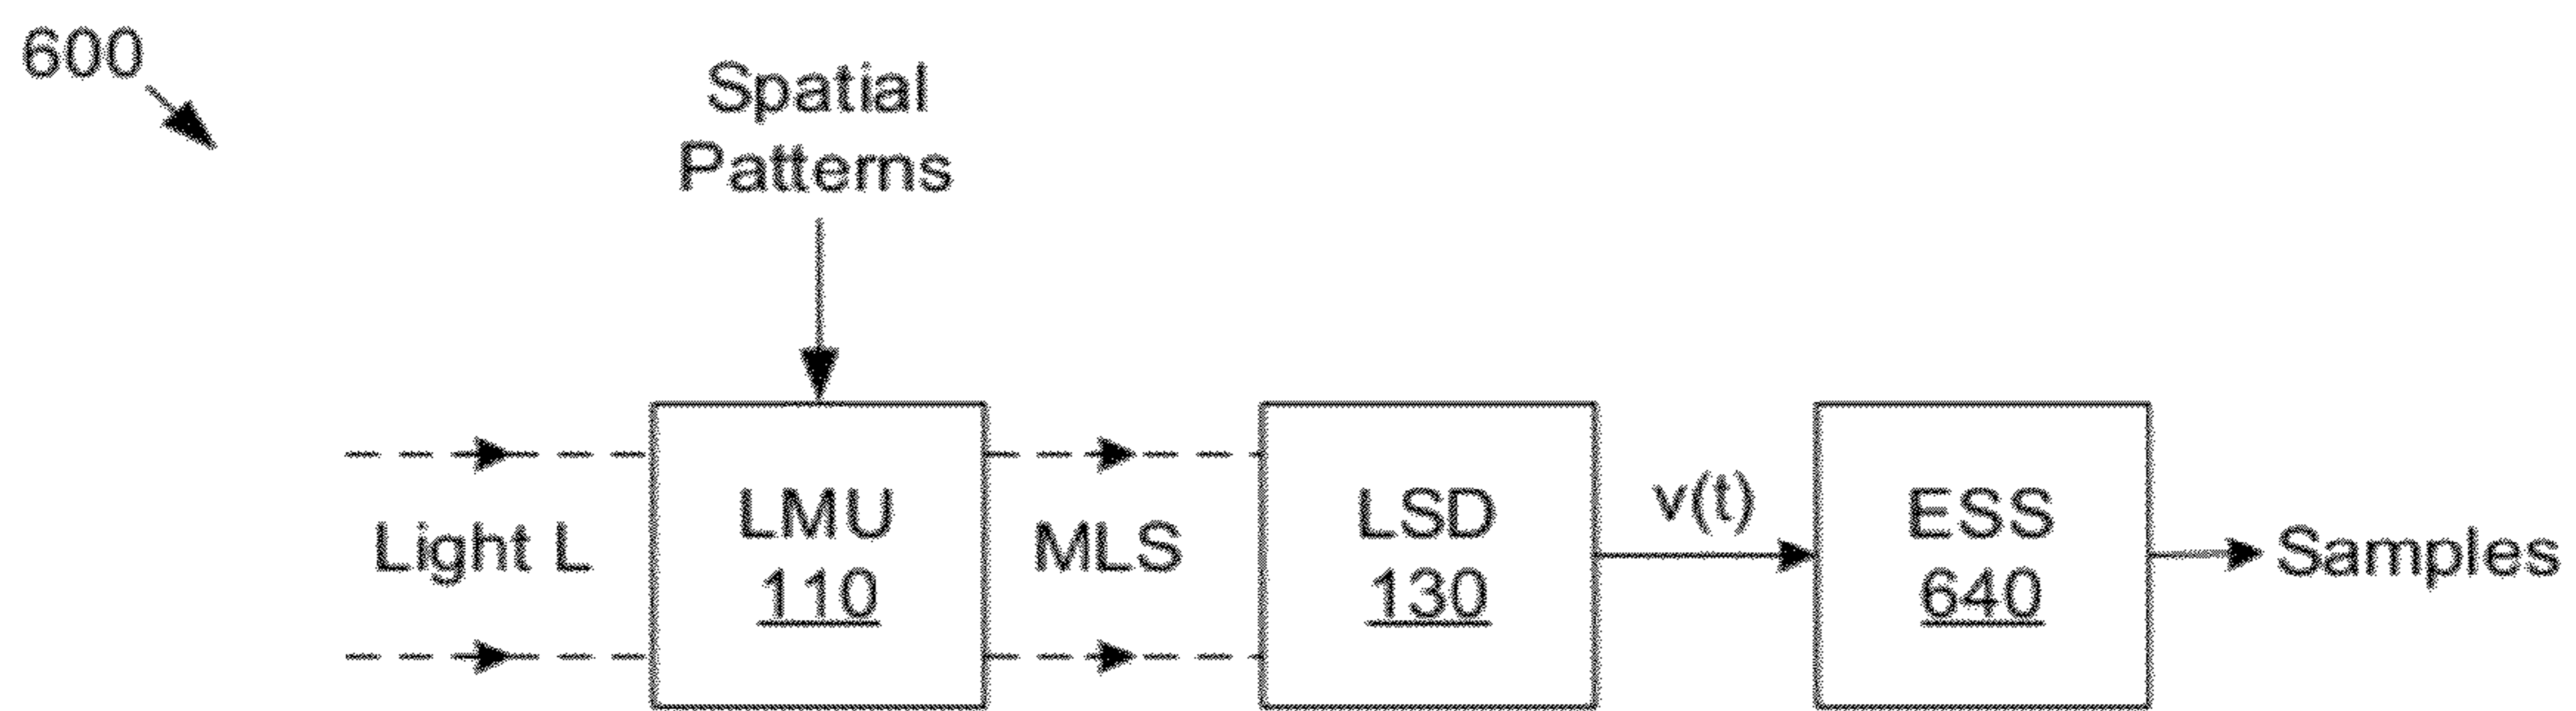 600
Spatial
Patterns
Light L
LMU
110
MLS
LSD
130
v(t)
ESS
640
Samples